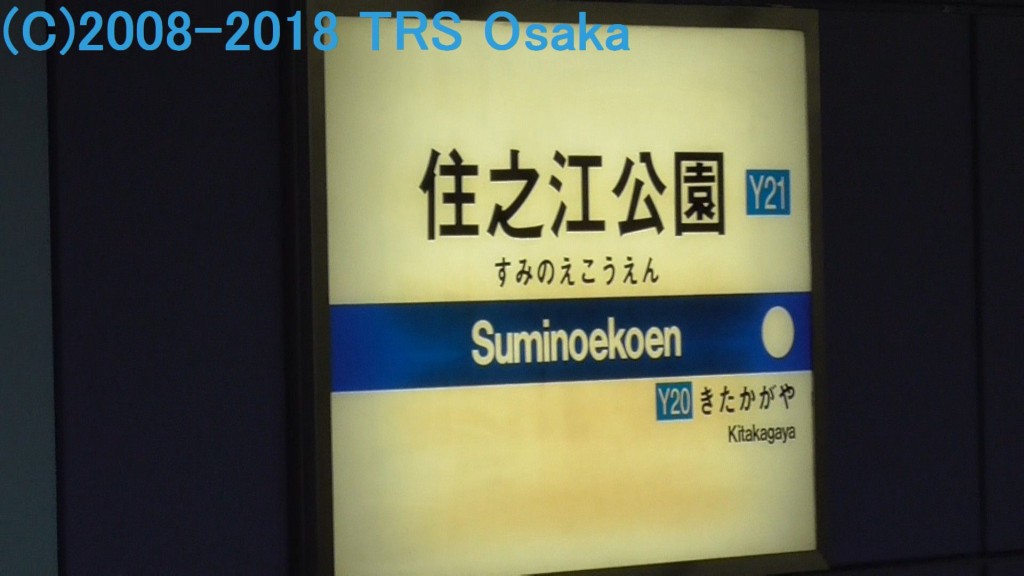 (C)2008-2018 TRS Osaka
住之江公園 Y21
すみのえこうえん
Suminoekoen
Y20 きたかがや
Kitakagaya